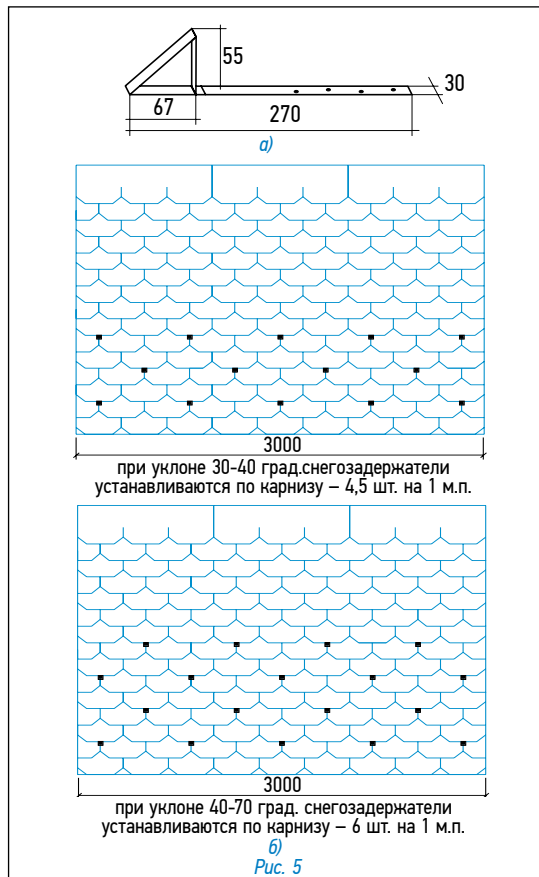 55
30
67
270
а)
3000
при уклоне 30-40 град.снегозадержатели
устанавливаются по карнизу – 4,5 шт. на 1 м.п.
3000
при уклоне 40-70 град. снегозадержатели
устанавливаются по карнизу – 6 шт. на 1 м.п.
б)
Рис. 5